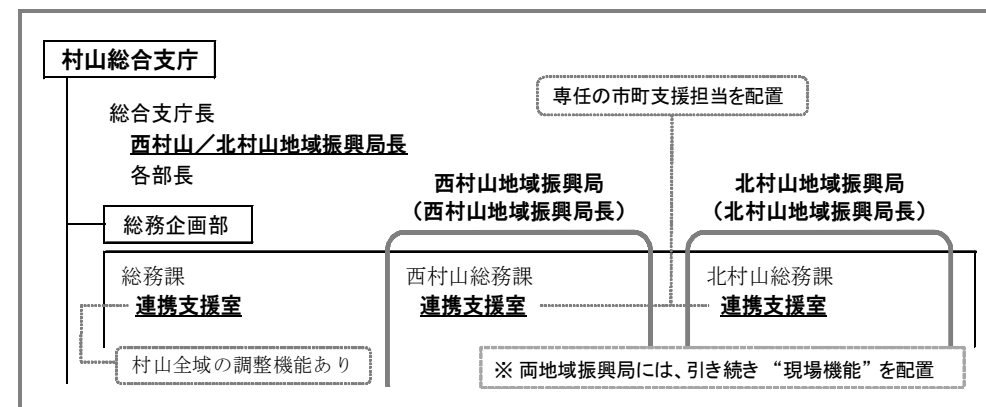 村山総合支庁
専任の市町支援担当を配置
総合支庁長
西村山／北村山地域振興局長
各部長
西村山地域振興局
（西村山地域振興局長）
北村山地域振興局
（北村山地域振興局長）
総務企画部
総務課
連携支援室
西村山総務課
連携支援室
北村山総務課
連携支援室
村山全域の調整機能あり
※ 両地域振興局には、引き続き “現場機能” を配置